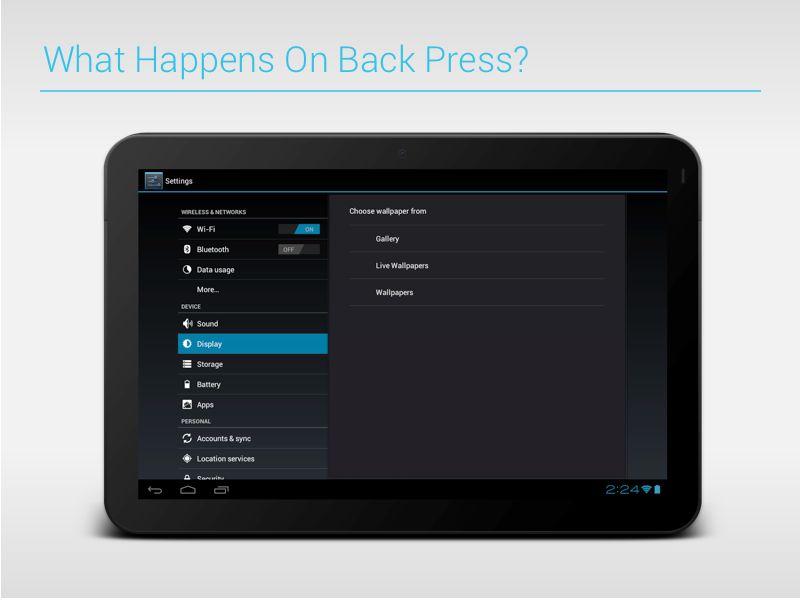 What Happens On Back Press?
Settings
WIRELESS & NETWORKS
Wi-Fi
ON
Bluetooth
OFF
Data usage
More...
DEVICE
Sound
Display
Storage
Battery
Apps
PERSONAL
Accounts & sync
Location services
Security
Choose wallpaper from
Gallery
Live Wallpapers
Wallpapers
2:24